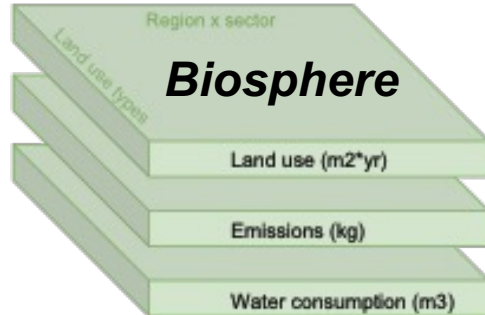 Region x sector
Land use types
Biosphere
Land use (m2*yr)
Emissions (kg)
Water consumption (m3)